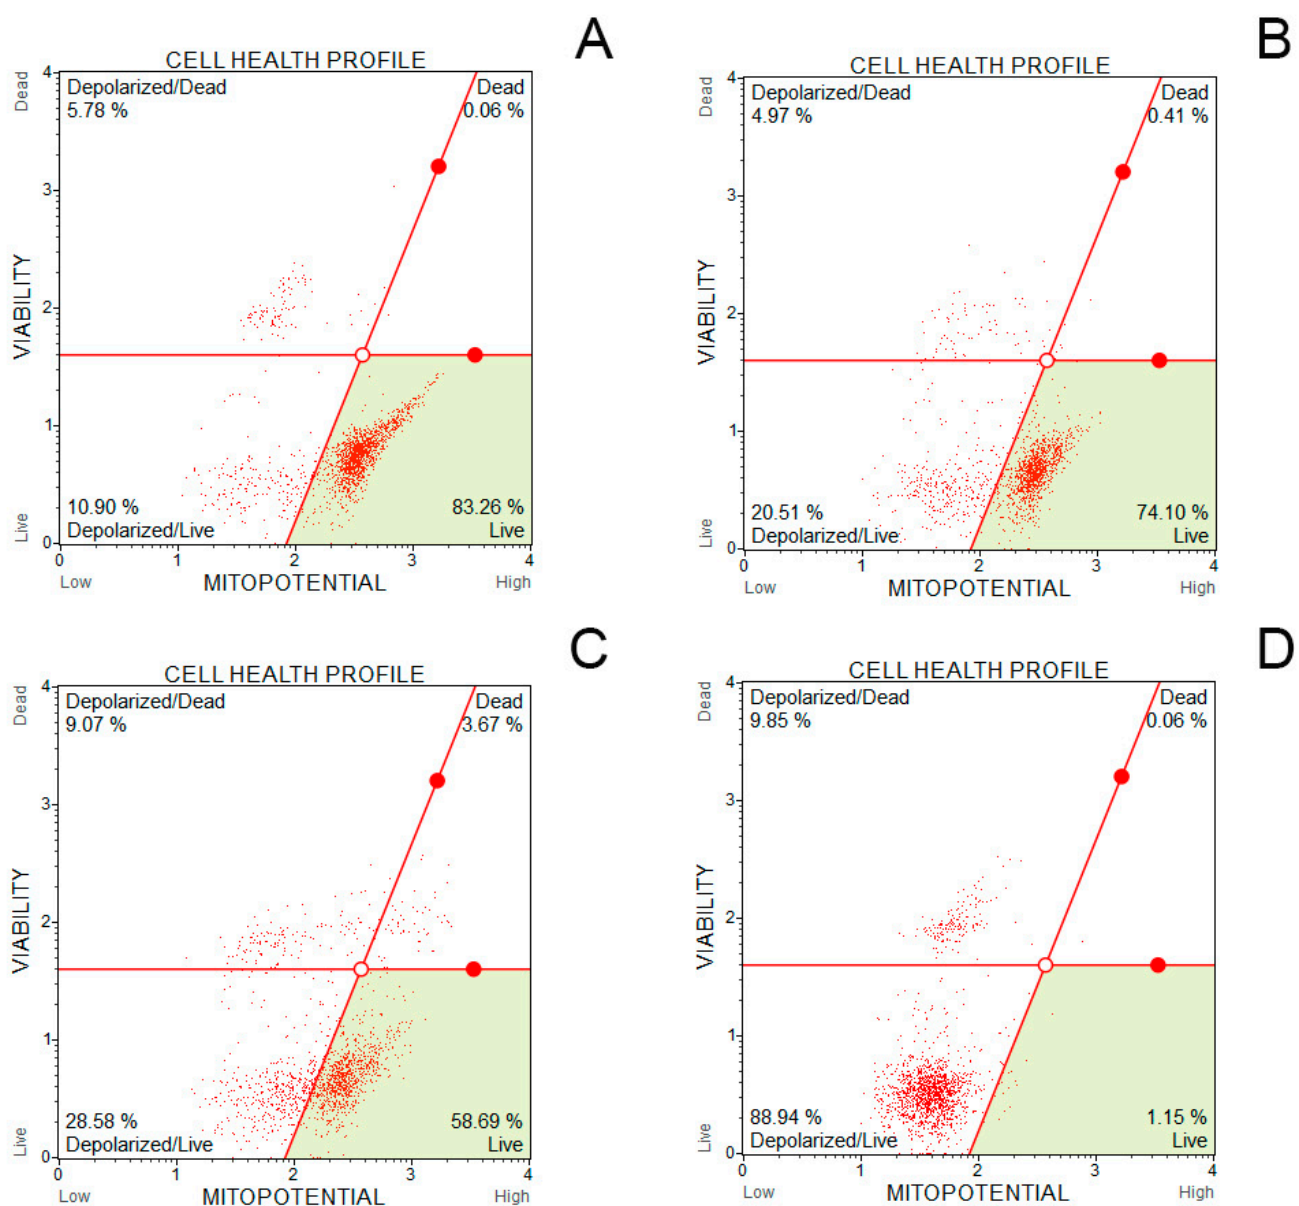 A
CELL HEALTH PROFILE
Depolarized/Dead
5.78 %
Dead
0.06 %
10.90 %
Depolarized/Live
83.26 %
Live
VIABILITY
Dead
Live
4
3
2
1
0
0 1 2 3 4
Low MITOPOTENTIAL High
B
CELL HEALTH PROFILE
Depolarized/Dead
4.97 %
Dead
0.41 %
20.51 %
Depolarized/Live
74.10 %
Live
VIABILITY
Dead
Live
4
3
2
1
0
0 1 2 3 4
Low MITOPOTENTIAL High
C
CELL HEALTH PROFILE
Depolarized/Dead
9.07 %
Dead
3.67 %
28.58 %
Depolarized/Live
58.69 %
Live
VIABILITY
Dead
Live
4
3
2
1
0
0 1 2 3 4
Low MITOPOTENTIAL High
D
CELL HEALTH PROFILE
Depolarized/Dead
9.85 %
Dead
0.06 %
88.94 %
Depolarized/Live
1.15 %
Live
VIABILITY
Dead
Live
4
3
2
1
0
0 1 2 3 4
Low MITOPOTENTIAL High